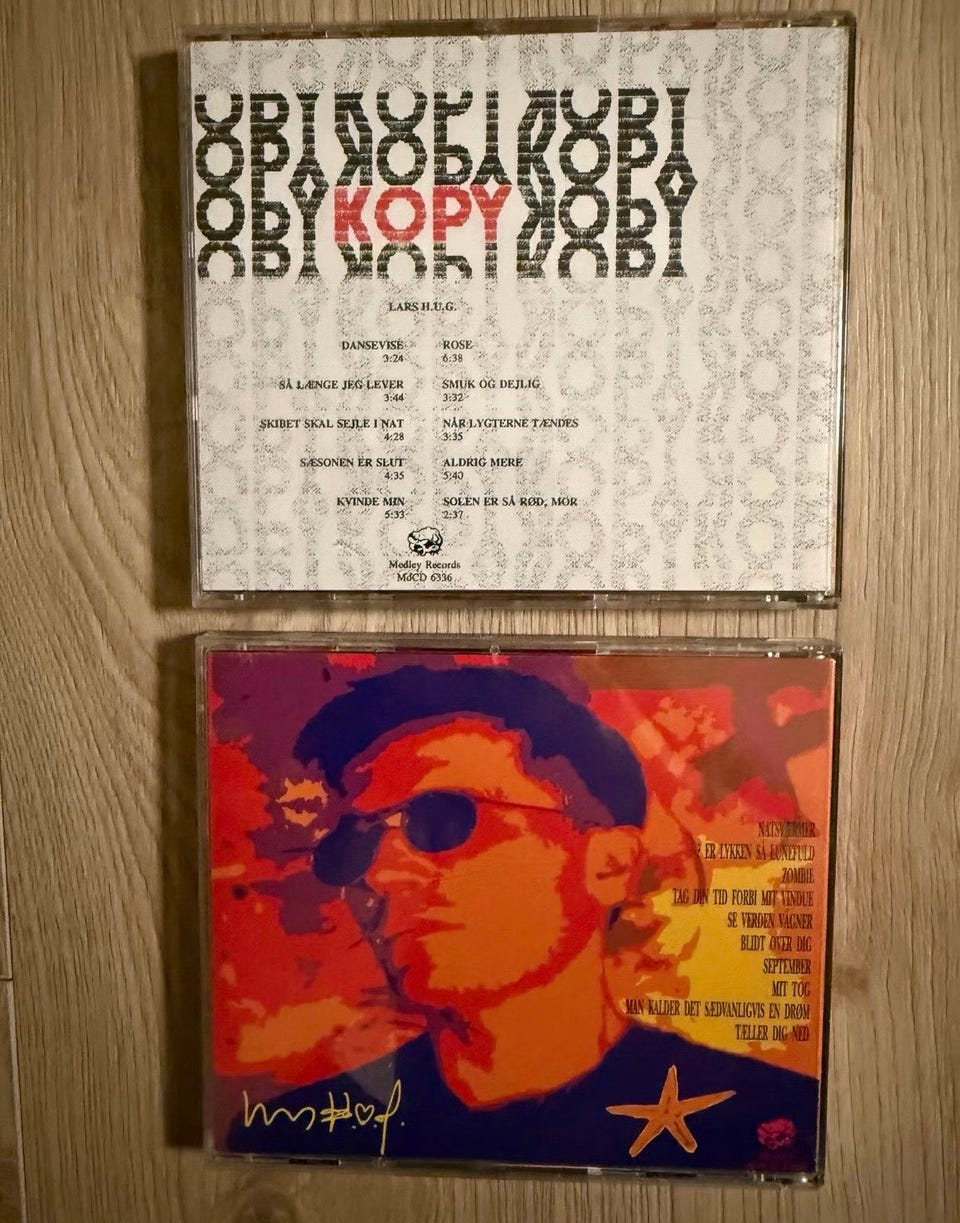 KOPY
LARS H.U.G.
DANSEVISE
3:24
SÅ LÆNGE JEG LEVER
3:44
SKIBET SKAL SEJLE I NAT
4:28
SÆSONEN ER SLUT
4:35
KVINDE MIN
5:33
ROSE
6:38
SMUK OG DEJLIG
3:32
NÅR LYGTERNE TÆNDES
3:35
ALDRIG MERE
5:40
SOLEN ER SÅ RØD, MOR
2:37
Medley Records
MdCD 6336
NATSVÆRMER
ER LYKKEN SÅ LUNEFULD
ZOMBIE
TAG DIN TID FORBI MIT VINDUE
SE VERDEN VÅGNER
BLIDT OVER DIG
SEPTEMBER
MIT TOG
MAN KALDER DET SÆDVANLIGVIS EN DRØM
TÆLLER DIG NED